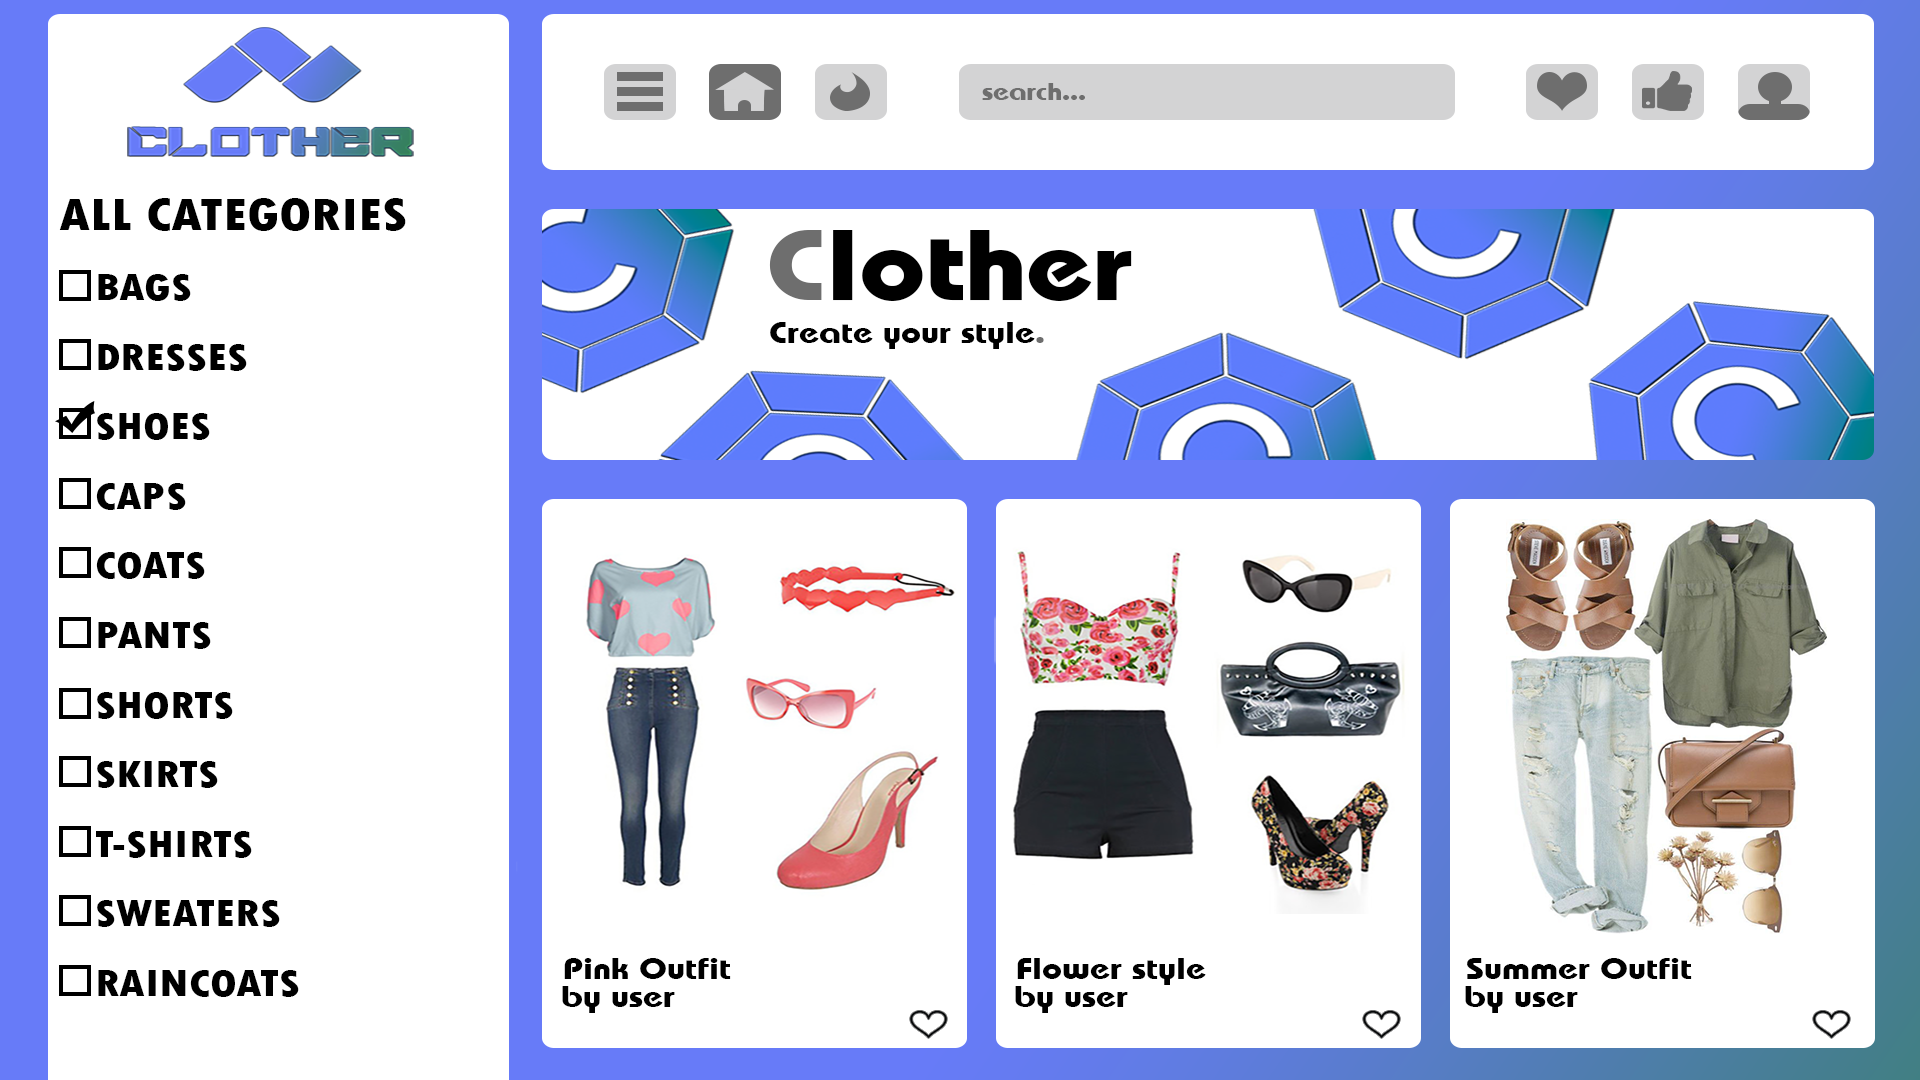 CLOTHER
ALL CATEGORIES
BAGS
DRESSES
SHOES
CAPS
COATS
PANTS
SHORTS
SKIRTS
T-SHIRTS
SWEATERS
RAINCOATS
search...
C
C
C
C
C
Clother
Create your style.
Pink Outfit
by user
Flower style
by user
Summer Outfit
by user